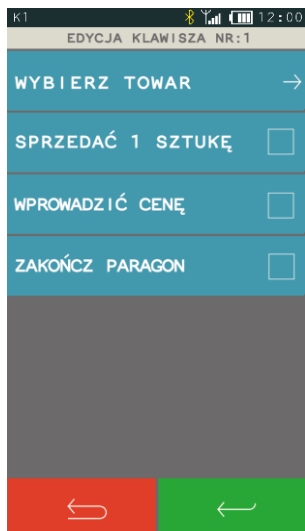 K1 12:00
EDYCJA KLAWISZA NR:1
WYBIERZ TOWAR →
SPRZEDAĆ 1 SZTUKĘ
WPROWADZIĆ CENĘ
ZAKOŃCZ PARAGON